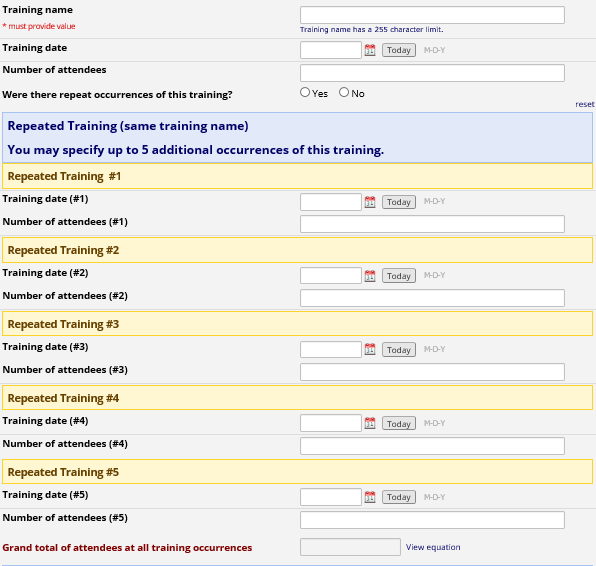 Training name
* must provide value
Training name has a 255 character limit.
Training date Today M-D-Y
Number of attendees
Were there repeat occurrences of this training? Yes No
reset
Repeated Training (same training name)
You may specify up to 5 additional occurrences of this training.
Repeated Training #1
Training date (#1) Today M-D-Y
Number of attendees (#1)
Repeated Training #2
Training date (#2) Today M-D-Y
Number of attendees (#2)
Repeated Training #3
Training date (#3) Today M-D-Y
Number of attendees (#3)
Repeated Training #4
Training date (#4) Today M-D-Y
Number of attendees (#4)
Repeated Training #5
Training date (#5) Today M-D-Y
Number of attendees (#5)
Grand total of attendees at all training occurrences View equation